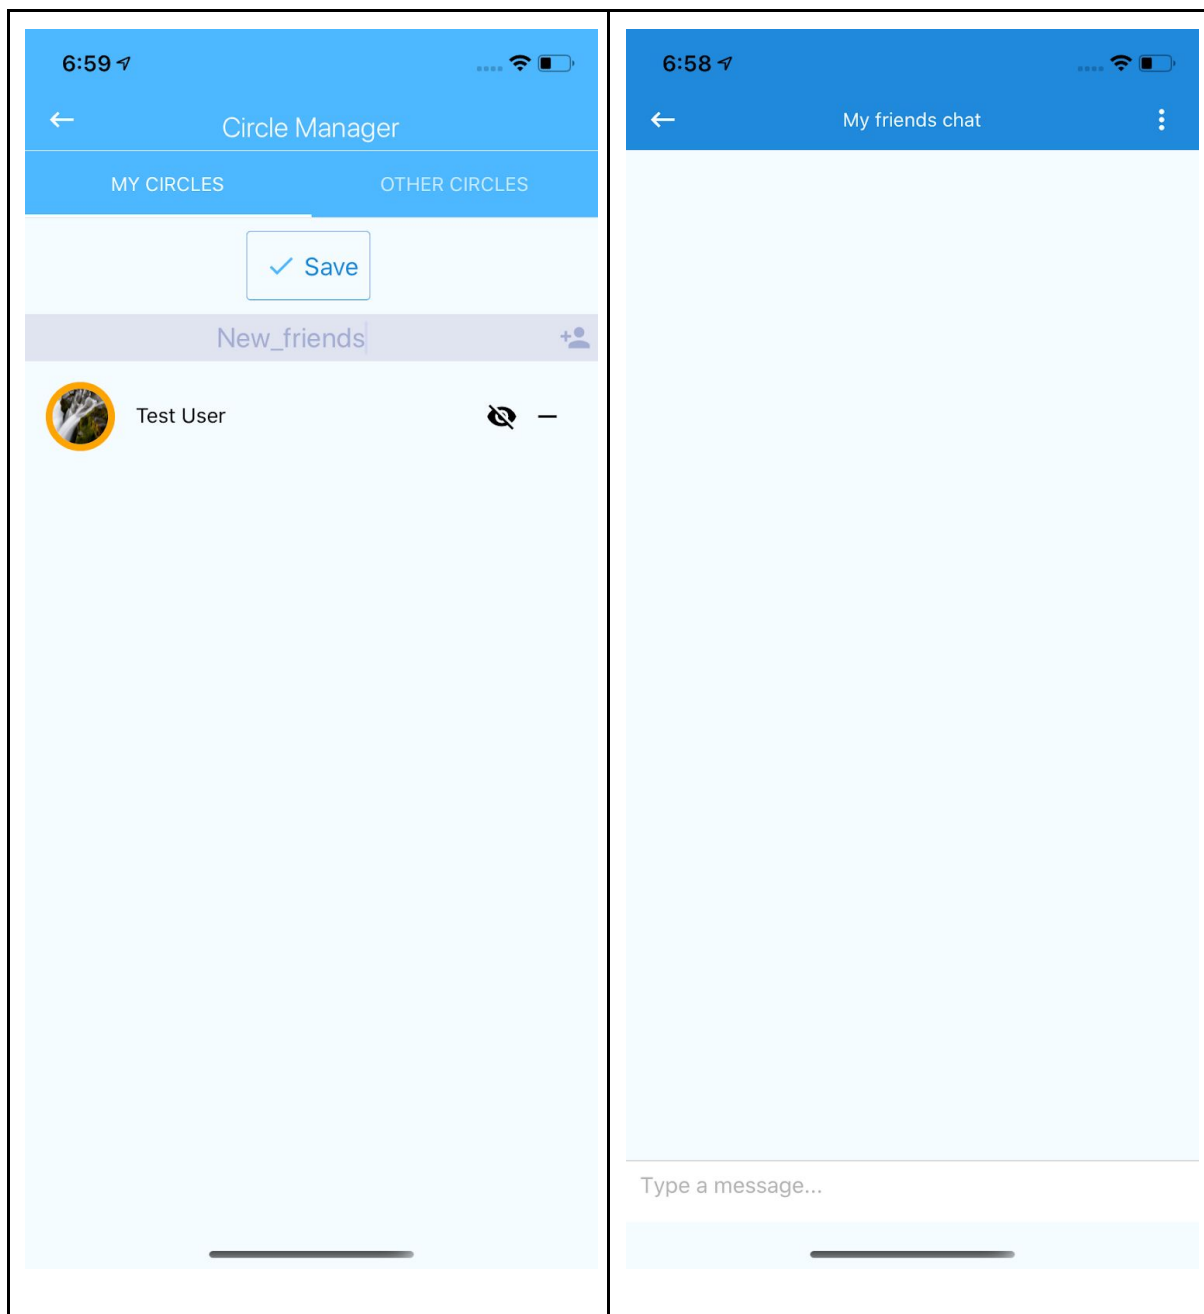 6:59
Circle Manager
MY CIRCLES OTHER CIRCLES
Save
New_friends
Test User
6:58
My friends chat
Type a message...